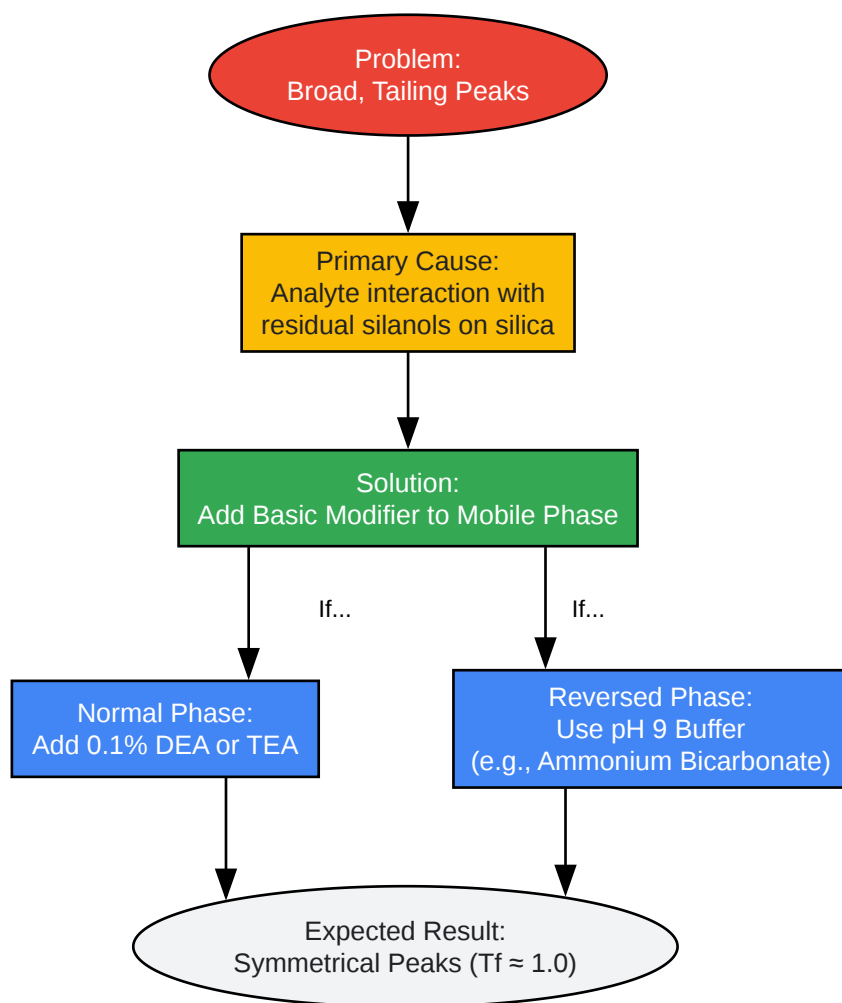 Problem:
Broad, Tailing Peaks
Primary Cause:
Analyte interaction with
residual silanols on silica
Solution:
Add Basic Modifier to Mobile Phase
If...
If...
Normal Phase:
Add 0.1% DEA or TEA
Reversed Phase:
Use pH 9 Buffer
(e.g., Ammonium Bicarbonate)
Expected Result:
Symmetrical Peaks (Tf ≈ 1.0)